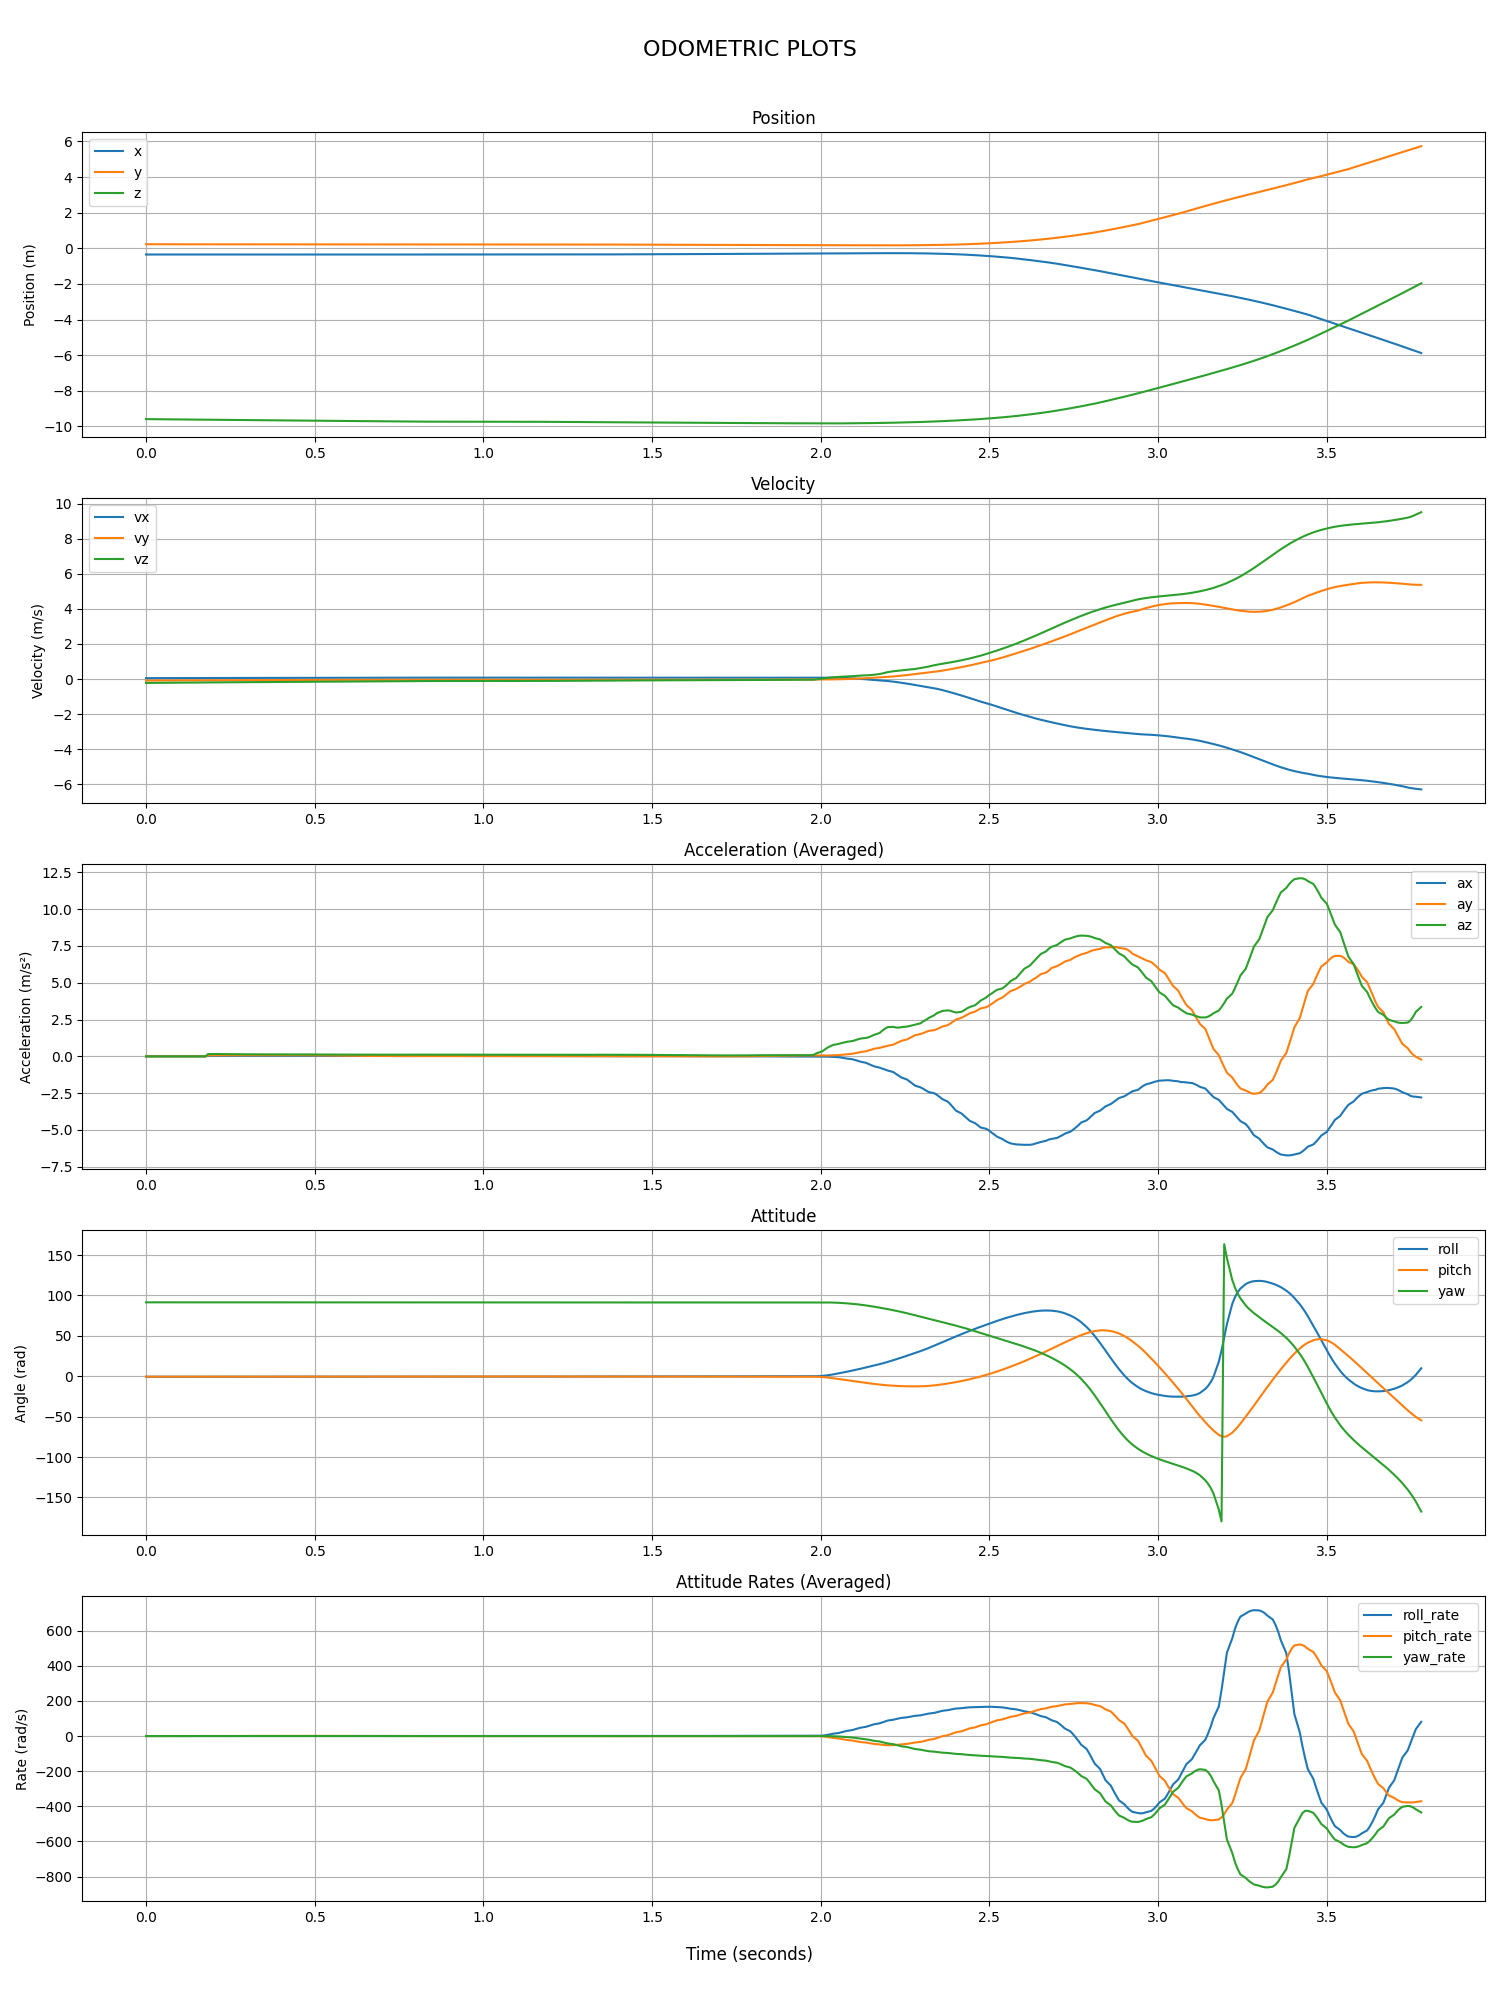 ODOMETRIC PLOTS
Position
Position (m)
6
4
2
0
−2
−4
−6
−8
−10
x
y
z
0.0 0.5 1.0 1.5 2.0 2.5 3.0 3.5
Velocity
Velocity (m/s)
10
8
6
4
2
0
−2
−4
−6
vx
vy
vz
0.0 0.5 1.0 1.5 2.0 2.5 3.0 3.5
Acceleration (Averaged)
Acceleration (m/s²)
12.5
10.0
7.5
5.0
2.5
0.0
−2.5
−5.0
−7.5
ax
ay
az
0.0 0.5 1.0 1.5 2.0 2.5 3.0 3.5
Attitude
Angle (rad)
150
100
50
0
−50
−100
−150
roll
pitch
yaw
0.0 0.5 1.0 1.5 2.0 2.5 3.0 3.5
Attitude Rates (Averaged)
Rate (rad/s)
600
400
200
0
−200
−400
−600
−800
roll_rate
pitch_rate
yaw_rate
0.0 0.5 1.0 1.5 2.0 2.5 3.0 3.5
Time (seconds)